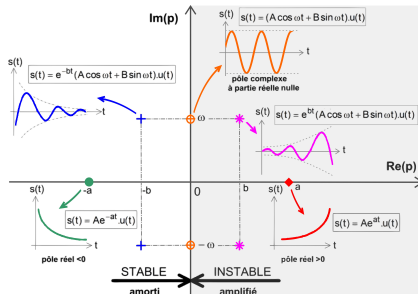 Im(p)
s(t)
s(t) = (A cos ωt + B sin ωt).u(t)
t
s(t)
s(t) = e^-bt (A cos ωt + B sin ωt).u(t)
t
pôle complexe
à partie réelle nulle
ω
s(t)
s(t) = e^bt (A cos ωt + B sin ωt).u(t)
t
Re(p)
-a
-b
0
b
a
s(t)
s(t) = Ae^-at.u(t)
t
pôle réel <0
-ω
s(t)
s(t) = Ae^at.u(t)
t
pôle réel >0
STABLE
INSTABLE
amorti
amplifié